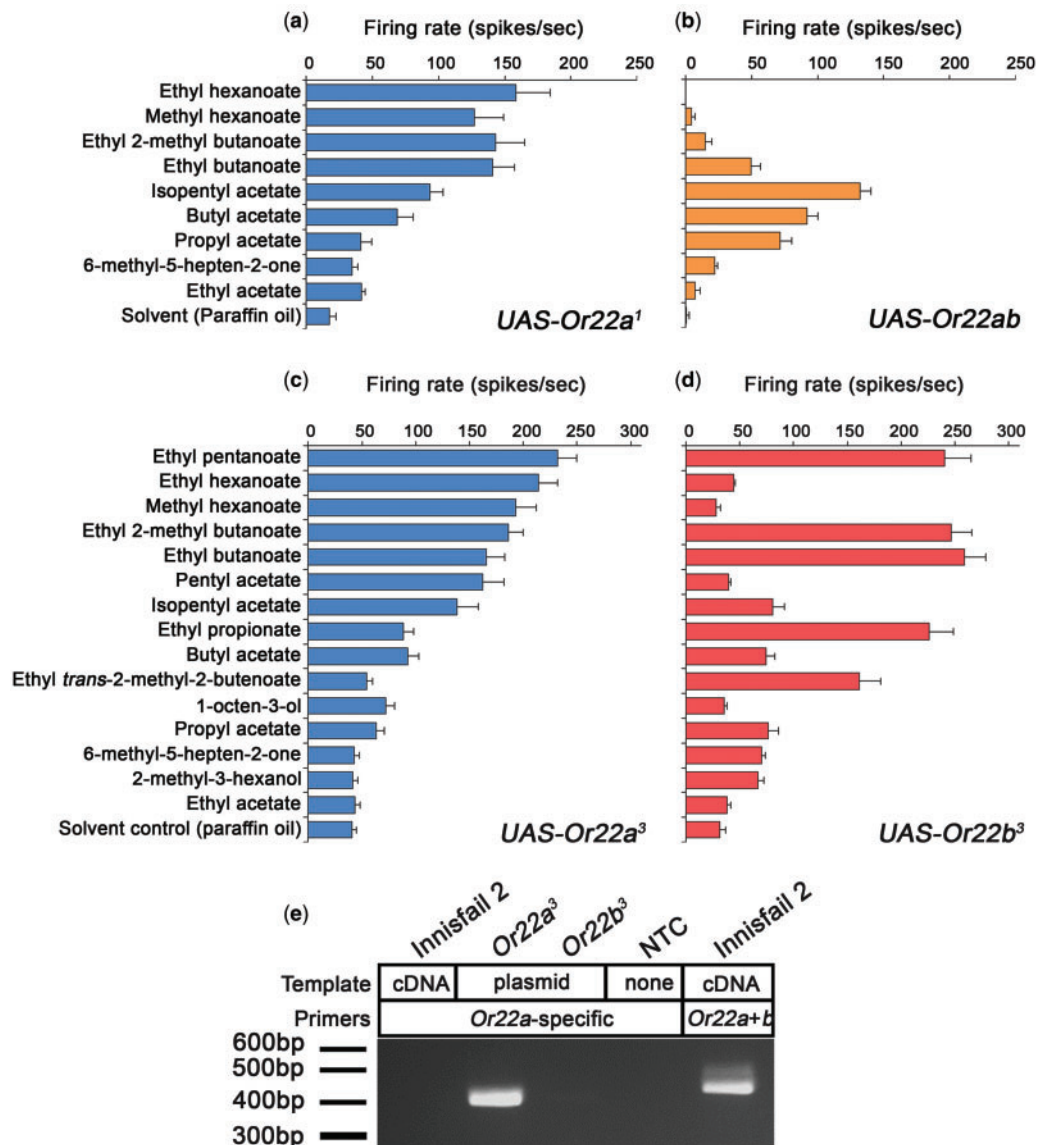 (a) Firing rate (spikes/sec)
0 50 100 150 200 250
Ethyl hexanoate
Methyl hexanoate
Ethyl 2-methyl butanoate
Ethyl butanoate
Isopentyl acetate
Butyl acetate
Propyl acetate
6-methyl-5-hepten-2-one
Ethyl acetate
Solvent (Paraffin oil)
UAS-Or22a¹
(b) Firing rate (spikes/sec)
0 50 100 150 200 250
UAS-Or22ab
(c) Firing rate (spikes/sec)
0 50 100 150 200 250 300
Ethyl pentanoate
Ethyl hexanoate
Methyl hexanoate
Ethyl 2-methyl butanoate
Ethyl butanoate
Pentyl acetate
Isopentyl acetate
Ethyl propionate
Butyl acetate
Ethyl trans-2-methyl-2-butenoate
1-octen-3-ol
Propyl acetate
6-methyl-5-hepten-2-one
2-methyl-3-hexanol
Ethyl acetate
Solvent control (paraffin oil)
UAS-Or22a³
(d) Firing rate (spikes/sec)
0 50 100 150 200 250 300
UAS-Or22b³
(e)
Innisfail 2 Or22a³ Or22b³ NTC Innisfail 2
Template cDNA plasmid none cDNA
Primers Or22a-specific Or22a+b
600bp
500bp
400bp
300bp